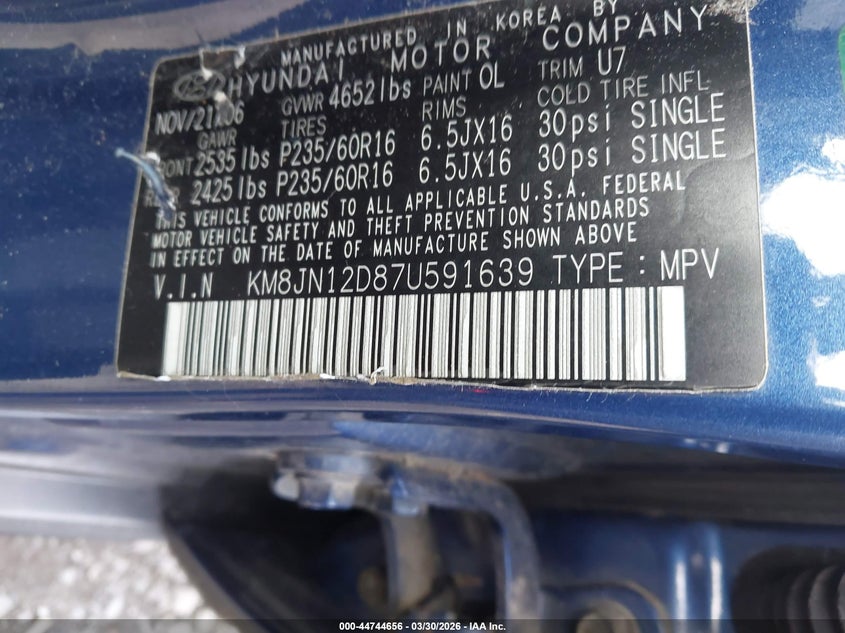 MANUFACTURED IN KOREA BY
HYUNDAI MOTOR COMPANY
NOV/21/06 GVWR 4652lbs PAINT OL TRIM U7
GAWR TIRES RIMS COLD TIRE INFL
2535lbs P235/60R16 6.5JX16 30psi SINGLE
2425lbs P235/60R16 6.5JX16 30psi SINGLE
THIS VEHICLE CONFORMS TO ALL APPLICABLE U.S.A. FEDERAL
MOTOR VEHICLE SAFETY AND THEFT PREVENTION STANDARDS
IN EFFECT ON THE DATE OF MANUFACTURE SHOWN ABOVE
V.I.N KM8JN12D87U591639 TYPE : MPV
000-44744656 | 03/30/2026 | IAA Inc.